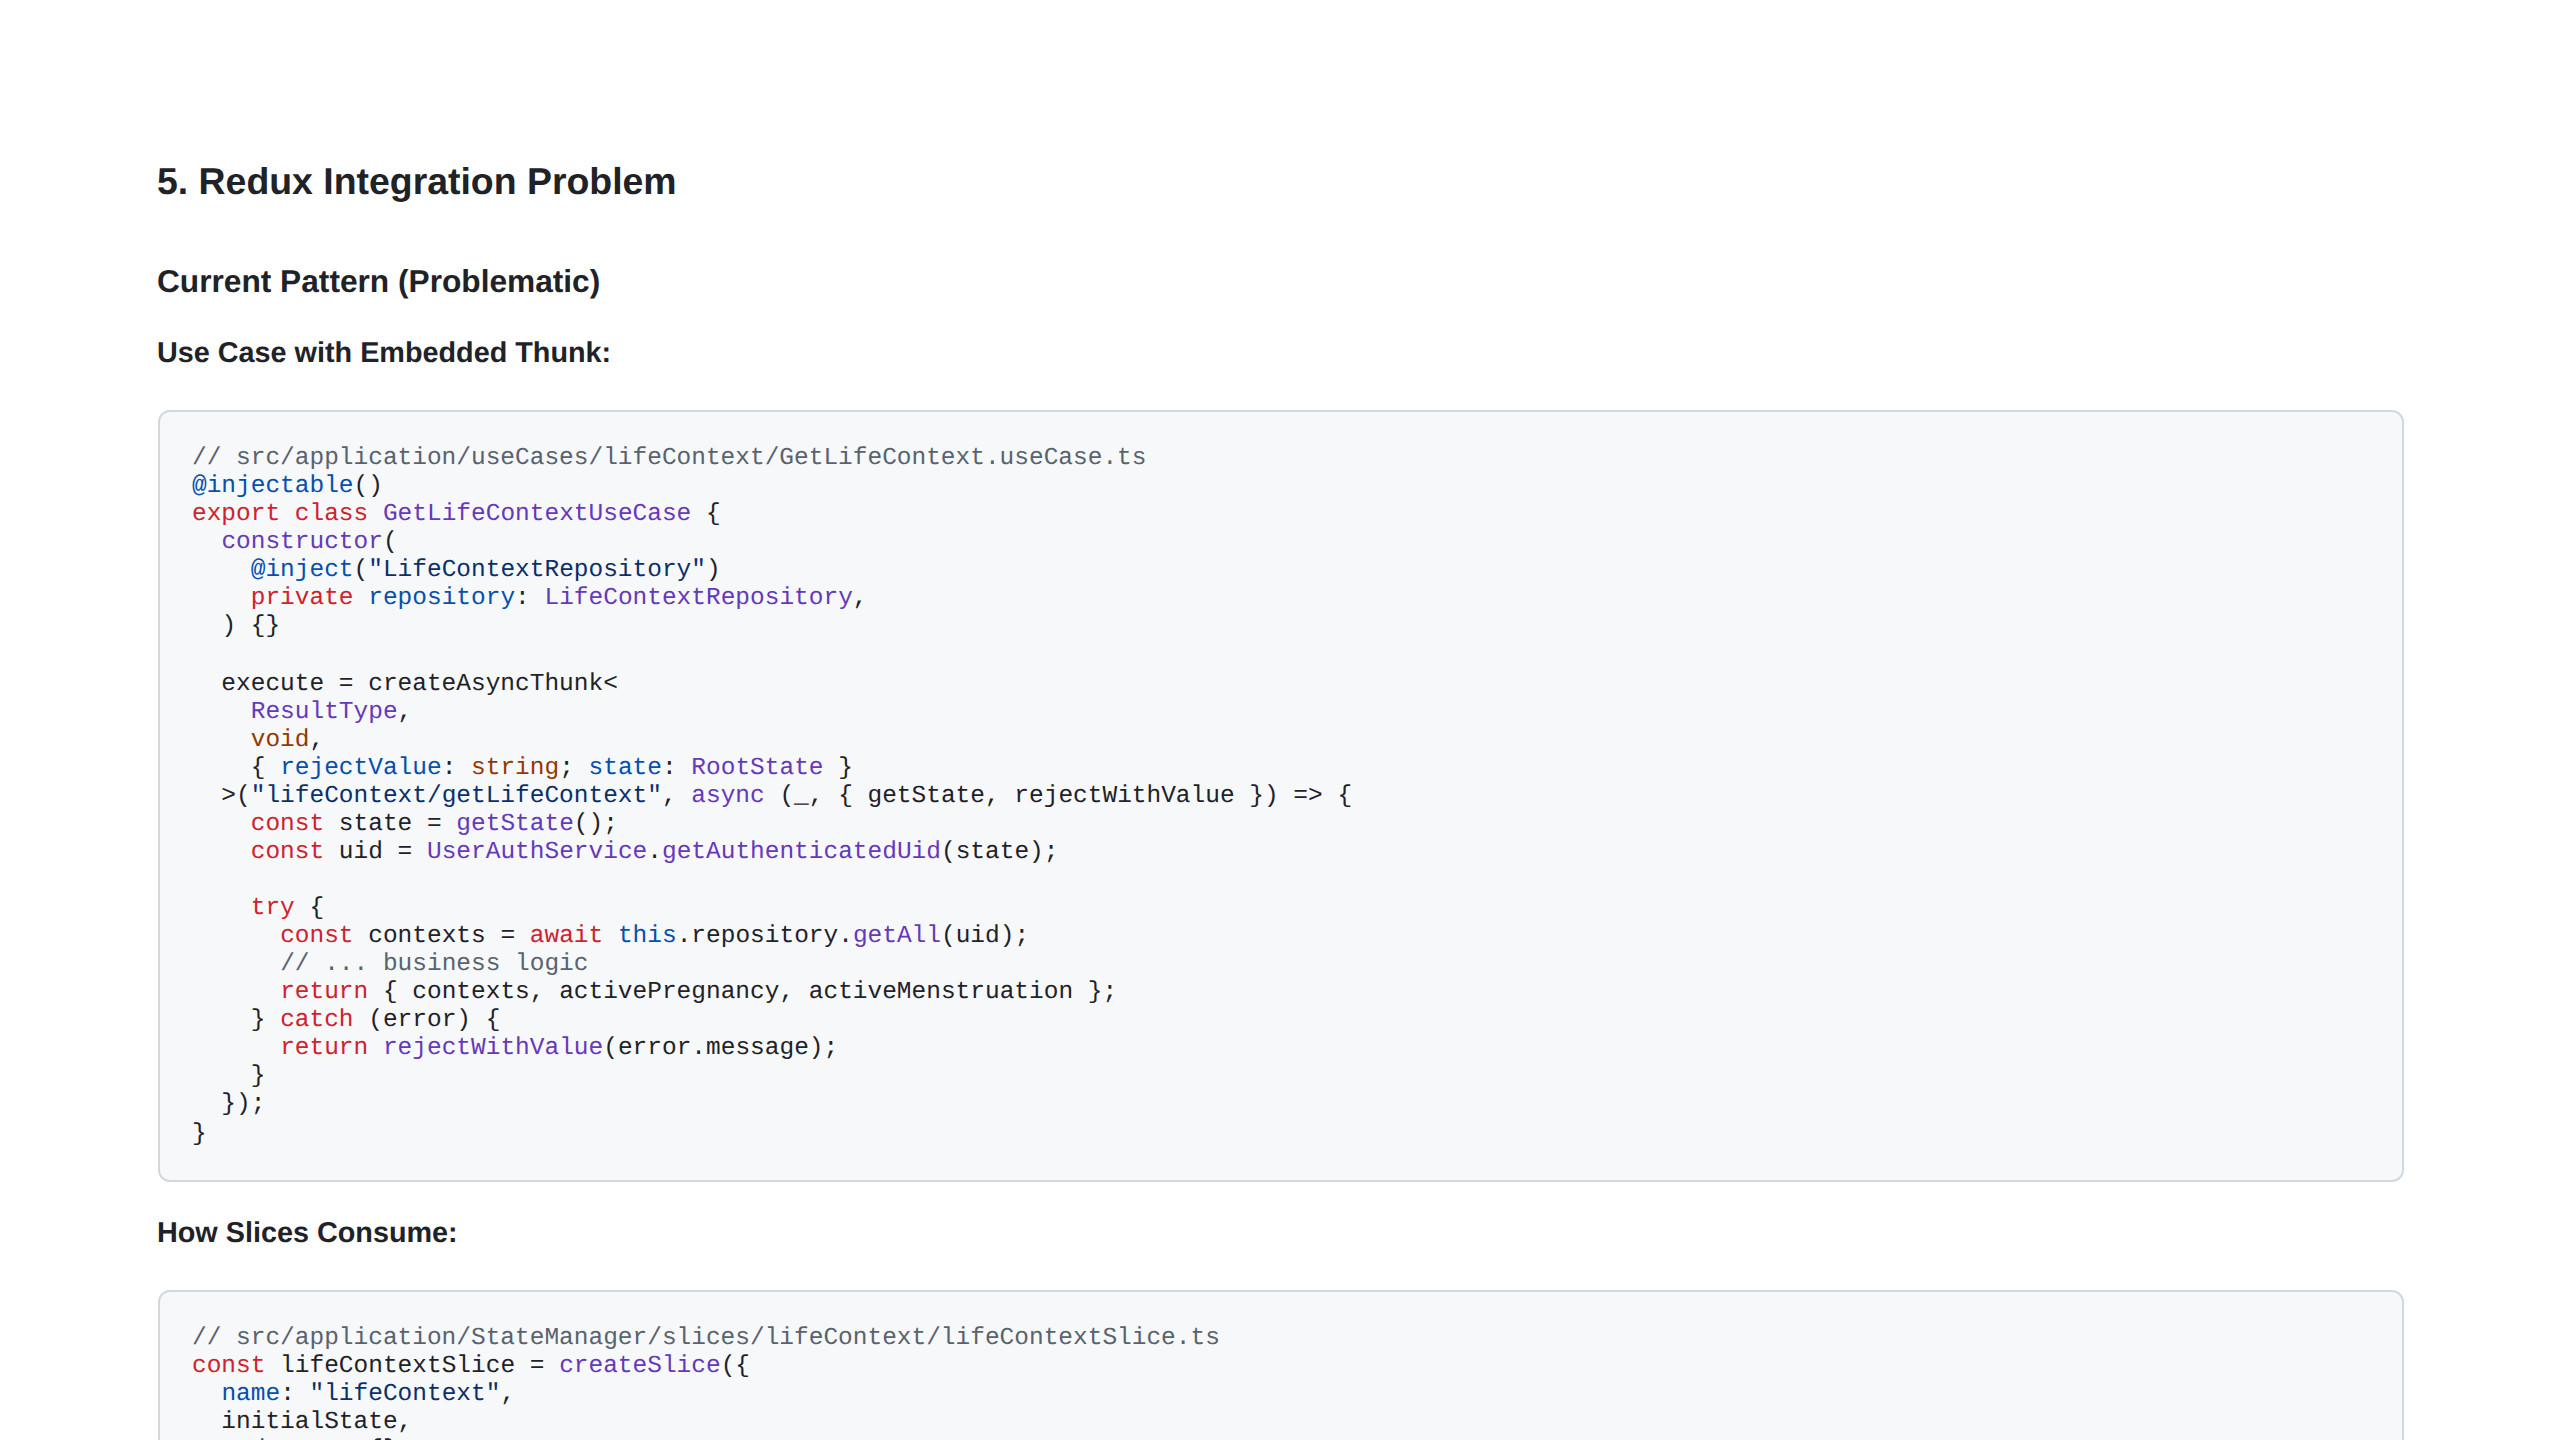 5. Redux Integration Problem
Current Pattern (Problematic)
Use Case with Embedded Thunk:
// src/application/useCases/lifeContext/GetLifeContext.useCase.ts
@injectable()
export class GetLifeContextUseCase {
  constructor(
    @inject("LifeContextRepository")
    private repository: LifeContextRepository,
  ) {}

  execute = createAsyncThunk<
    ResultType,
    void,
    { rejectValue: string; state: RootState }
  >("lifeContext/getLifeContext", async (_, { getState, rejectWithValue }) => {
    const state = getState();
    const uid = UserAuthService.getAuthenticatedUid(state);

    try {
      const contexts = await this.repository.getAll(uid);
      // ... business logic
      return { contexts, activePregnancy, activeMenstruation };
    } catch (error) {
      return rejectWithValue(error.message);
    }
  });
}
How Slices Consume:
// src/application/StateManager/slices/lifeContext/lifeContextSlice.ts
const lifeContextSlice = createSlice({
  name: "lifeContext",
  initialState,